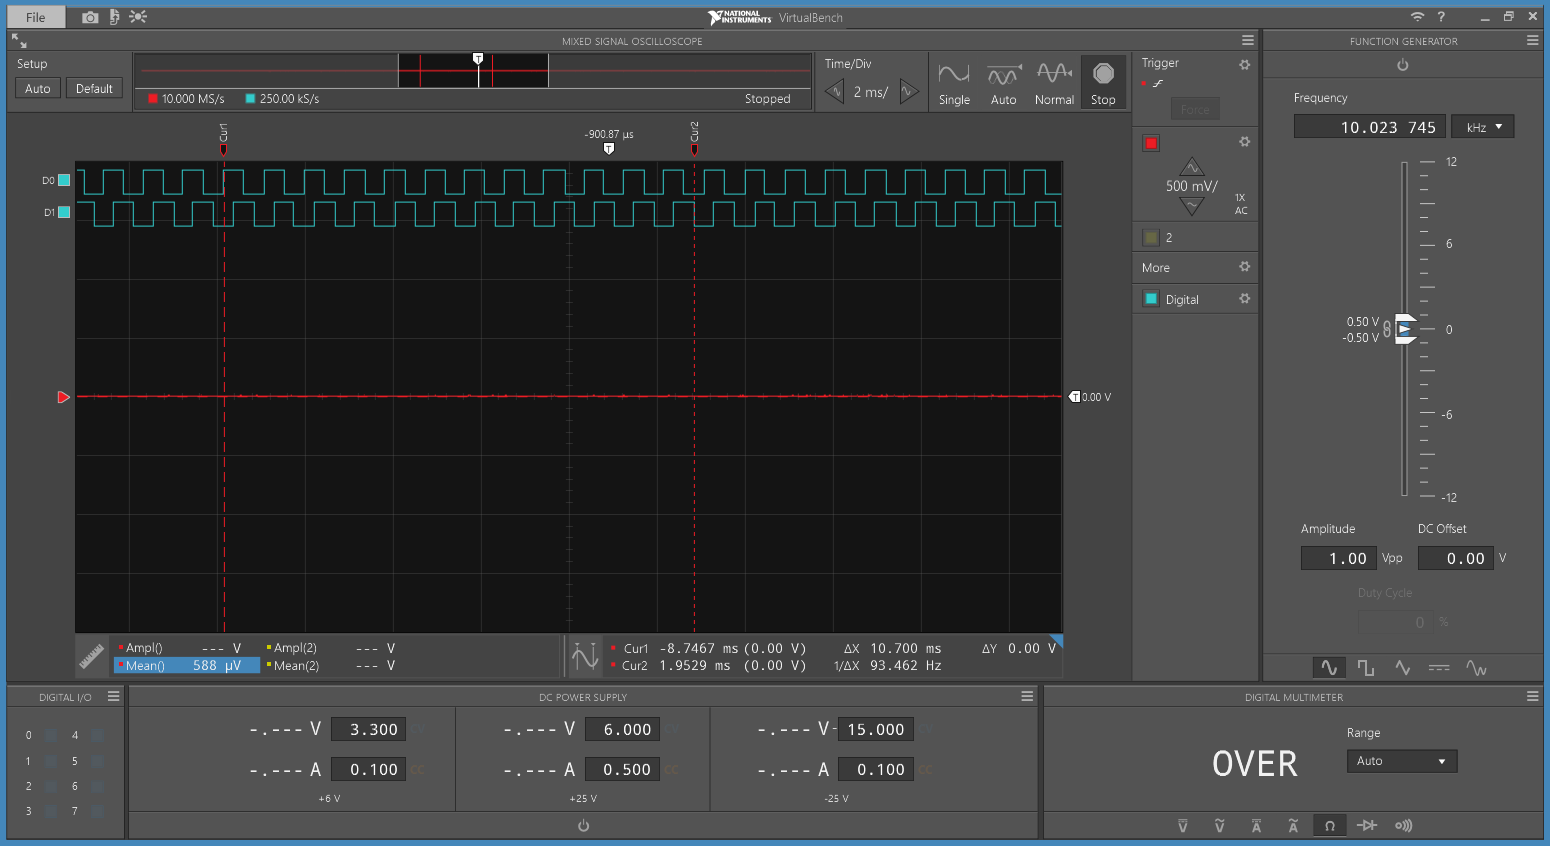 File
NATIONAL INSTRUMENTS VirtualBench
?
MIXED SIGNAL OSCILLOSCOPE
FUNCTION GENERATOR
Setup
Auto Default
T
10.000 MS/s 250.00 kS/s Stopped
Time/Div
2 ms/
Single Auto Normal Stop
Trigger
Force
Cur1
-900.87 µs
T
Cur2
D0
D1
500 mV/
1X
AC
2
More
Digital
T 0.00 V
Frequency
10.023 745 kHz
12
6
0.50 V
-0.50 V
0
-6
-12
Amplitude DC Offset
1.00 Vpp 0.00 V
Duty Cycle
0 %
Ampl() --- V Ampl(2) --- V
Mean() 588 µV Mean(2) --- V
Cur1 -8.7467 ms (0.00 V) ΔX 10.700 ms ΔY 0.00 V
Cur2 1.9529 ms (0.00 V) 1/ΔX 93.462 Hz
DIGITAL I/O
0 4
1 5
2 6
3 7
DC POWER SUPPLY
-.--- V 3.300 CV
-.--- A 0.100 CC
+6 V
-.--- V 6.000 CV
-.--- A 0.500 CC
+25 V
-.--- V -15.000 CV
-.--- A 0.100 CC
-25 V
DIGITAL MULTIMETER
OVER
Range
Auto
V V A A Ω